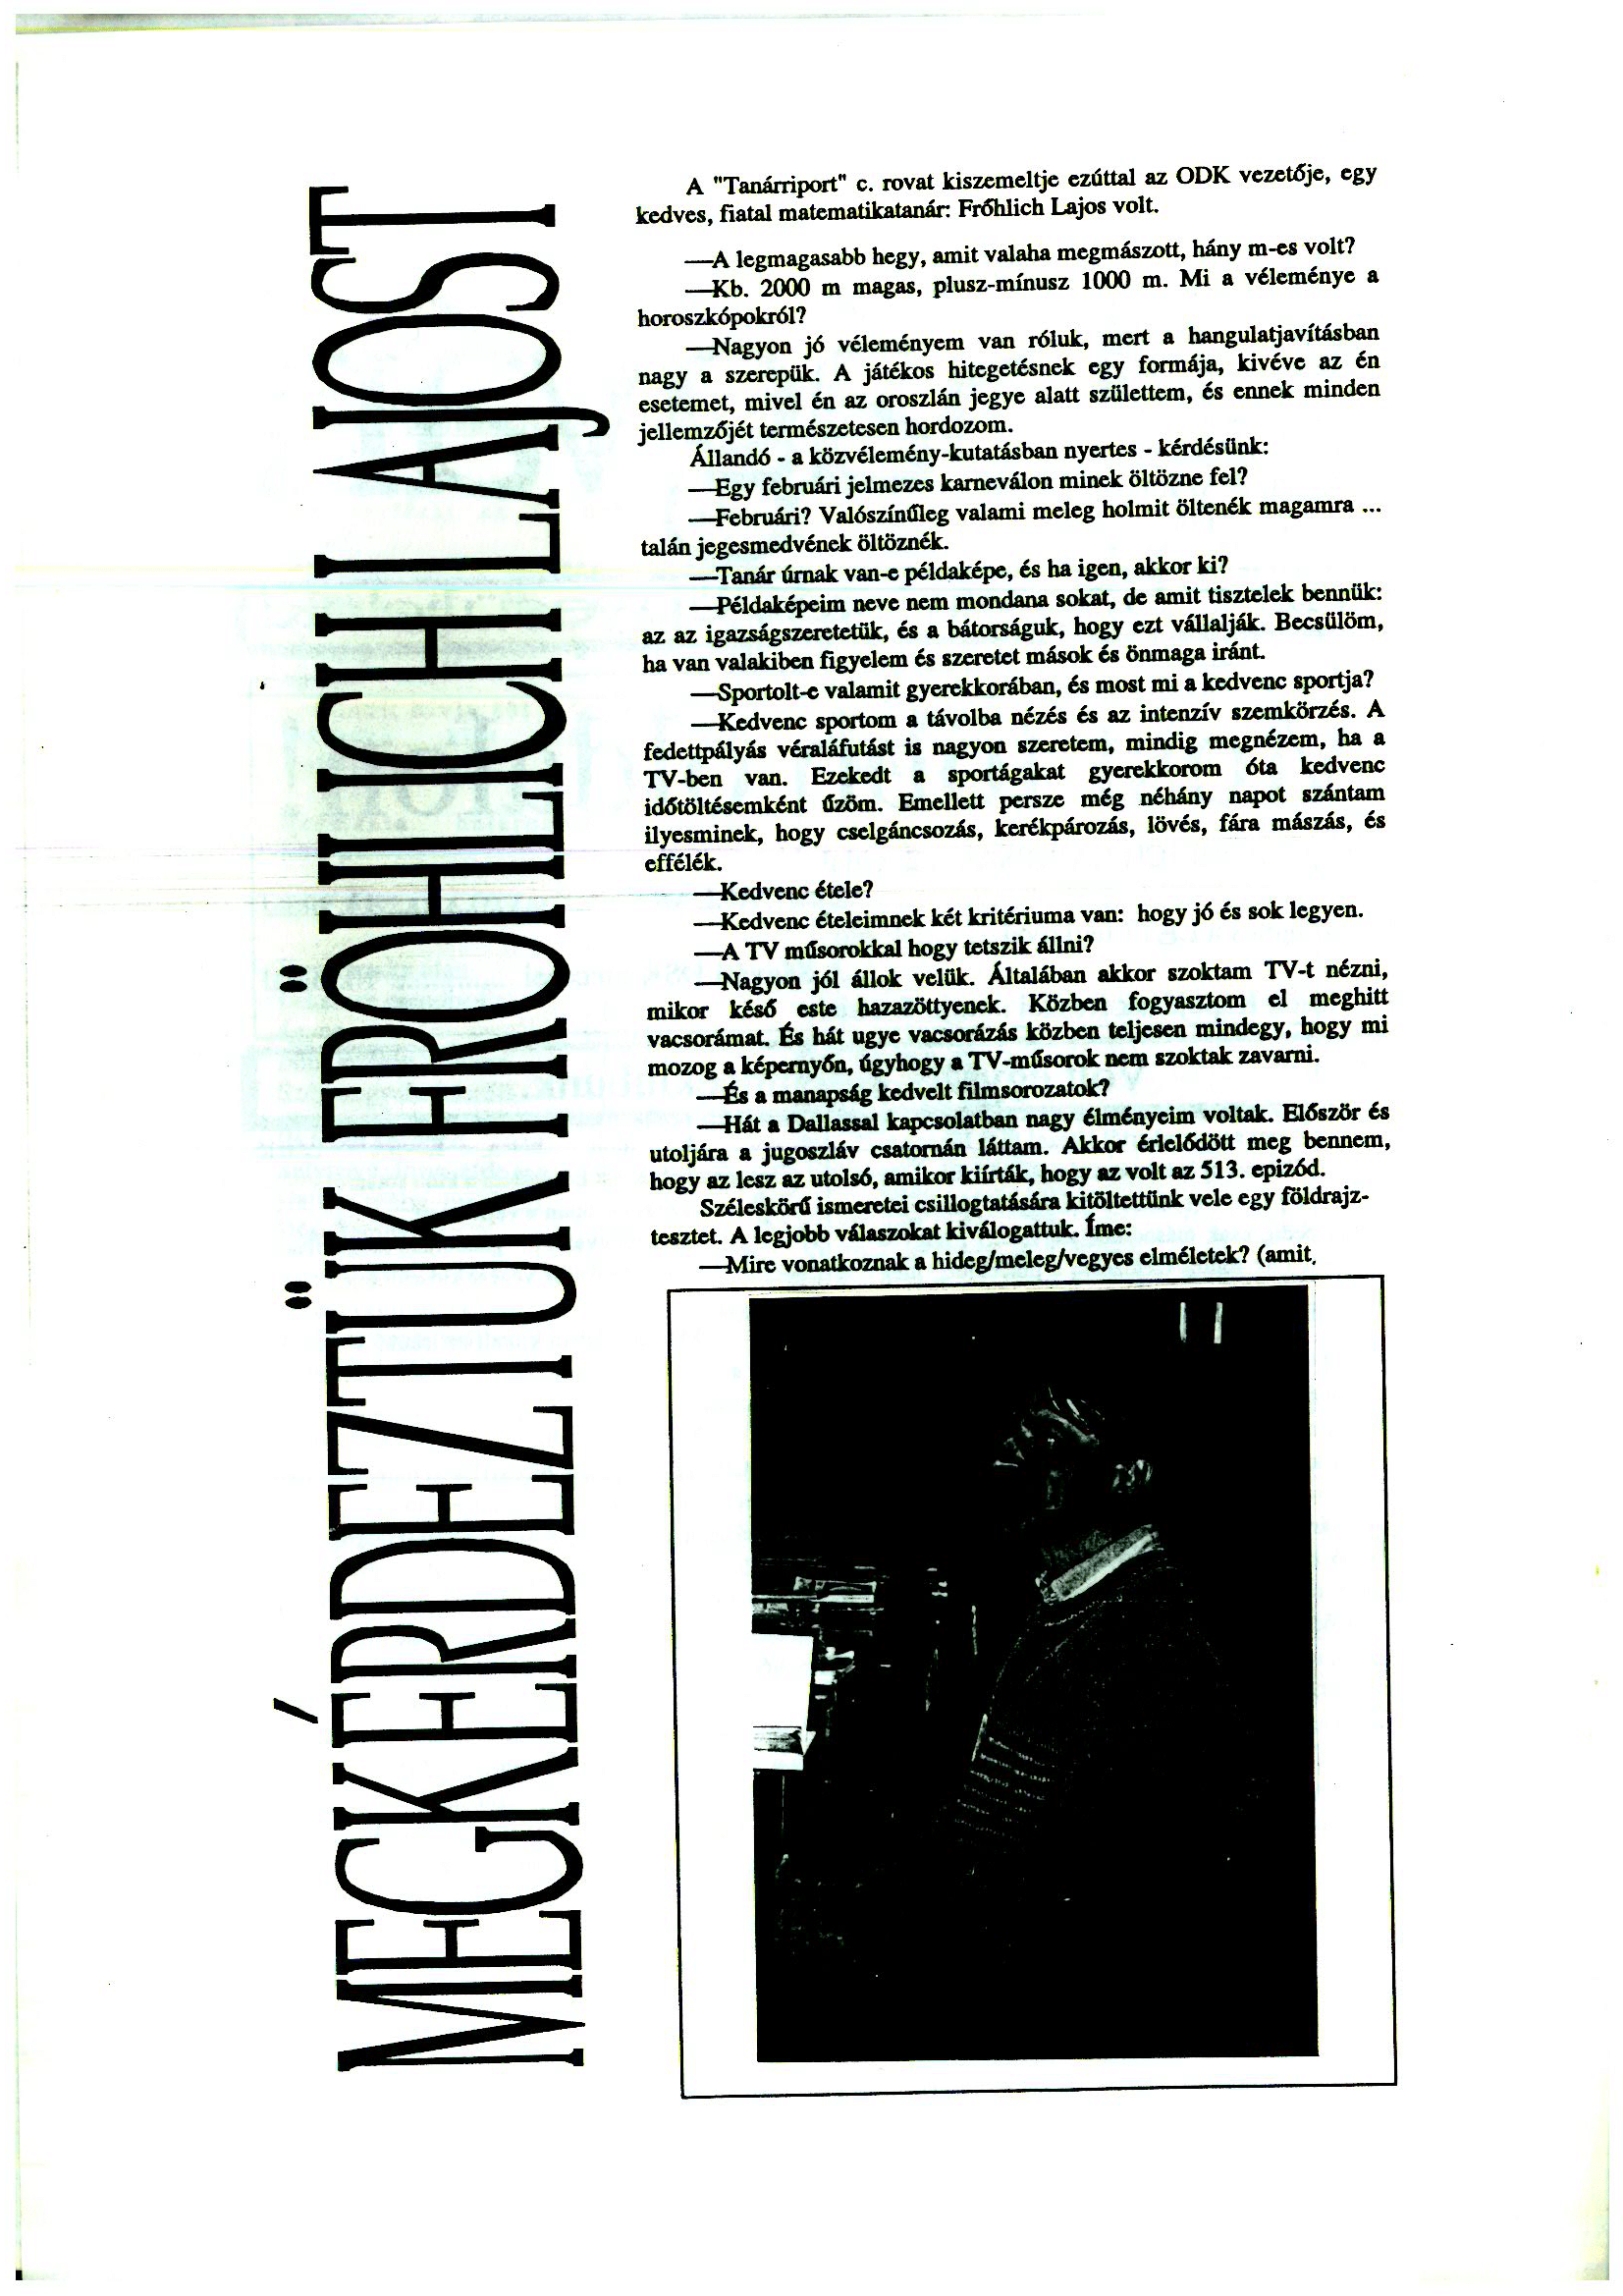 MEGKÉRDEZTÜK FRÖHLICH LAJOST
A "Tanárriport" c. rovat kiszemeltje ezúttal az ODK vezetője, egy
kedves, fiatal matematikatanár: Frőhlich Lajos volt.
—A legmagasabb hegy, amit valaha megmászott, hány m-es volt?
—Kb. 2000 m magas, plusz-mínusz 1000 m. Mi a véleménye a
horoszkópokról?
—Nagyon jó véleményem van róluk, mert a hangulatjavításban
nagy a szerepük. A játékos hitegetésnek egy formája, kivéve az én
esetemet, mivel én az oroszlán jegye alatt születtem, és ennek minden
jellemzőjét természetesen hordozom.
Állandó - a közvélemény-kutatásban nyertes - kérdésünk:
—Egy februári jelmezes karneválon minek öltözne fel?
—Februári? Valószínűleg valami meleg holmit öltenék magamra ...
talán jegesmedvének öltöznék.
—Tanár úrnak van-e példaképe, és ha igen, akkor ki?
—Példaképeim neve nem mondana sokat, de amit tisztelek bennük:
az az igazságszeretetük, és a bátorságuk, hogy ezt vállalják. Becsülöm,
ha van valakiben figyelem és szeretet mások és önmaga iránt.
—Sportolt-e valamit gyerekkorában, és most mi a kedvenc sportja?
—Kedvenc sportom a távolba nézés és az intenzív szemkörzés. A
fedettpályás véraláfutást is nagyon szeretem, mindig megnézem, ha a
TV-ben van. Ezekedt a sportágakat gyerekkorom óta kedvenc
időtöltésemként űzöm. Emellett persze még néhány napot szántam
ilyesminek, hogy cselgáncsozás, kerékpározás, lövés, fára mászás, és
effélék.
—Kedvenc étele?
—Kedvenc ételeimnek két kritériuma van: hogy jó és sok legyen.
—A TV műsorokkal hogy tetszik állni?
—Nagyon jól állok velük. Általában akkor szoktam TV-t nézni,
mikor késő este hazazöttyenek. Közben fogyasztom el meghitt
vacsorámat. És hát ugye vacsorázás közben teljesen mindegy, hogy mi
mozog a képernyőn, úgyhogy a TV-műsorok nem szoktak zavarni.
—És a manapság kedvelt filmsorozatok?
—Hát a Dallassal kapcsolatban nagy élményeim voltak. Először és
utoljára a jugoszláv csatornán láttam. Akkor érielődött meg bennem,
hogy az lesz az utolsó, amikor kiírták, hogy az volt az 513. epizód.
Széleskörű ismeretei csillogtatására kitöltettünk vele egy földrajz-
tesztet. A legjobb válaszokat kiválogattuk. Íme:
—Mire vonatkoznak a hideg/meleg/vegyes elméletek? (amit